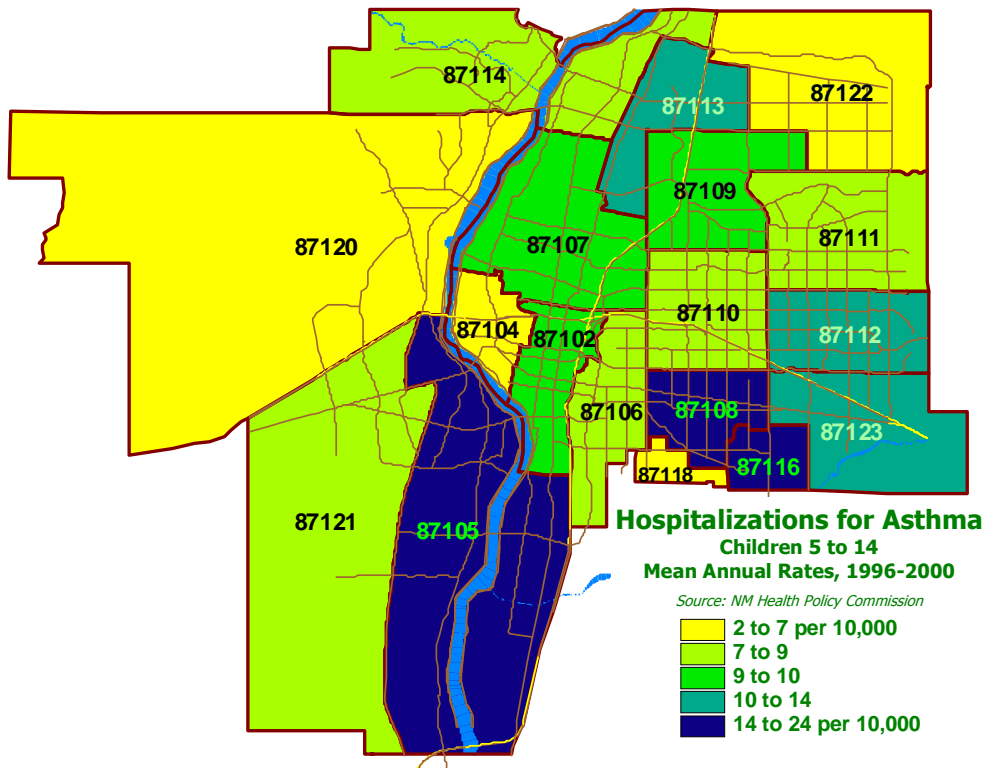 87114
87122
87113
87109
87111
87120
87107
87110
87104
87102
87112
87106
87108
87123
87116
87118
87121
87105
Hospitalizations for Asthma
Children 5 to 14
Mean Annual Rates, 1996-2000
Source: NM Health Policy Commission
2 to 7 per 10,000
7 to 9
9 to 10
10 to 14
14 to 24 per 10,000